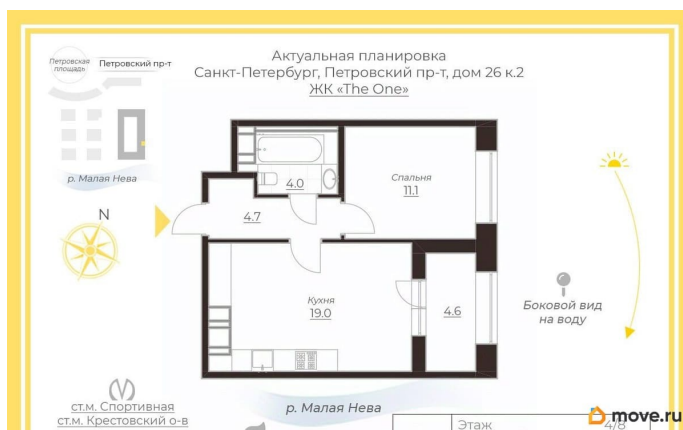 Актуальная планировка
Санкт-Петербург, Петровский пр-т, дом 26 к.2
ЖК «The One»
Петровская
площадь
Петровский пр-т
р. Малая Нева
N
4.0
Спальня
11.1
4.7
Кухня
19.0
4.6
Боковой вид
на воду
ст.м. Спортивная
ст.м. Крестовский о-в
р. Малая Нева
Этаж
4/8
move.ru